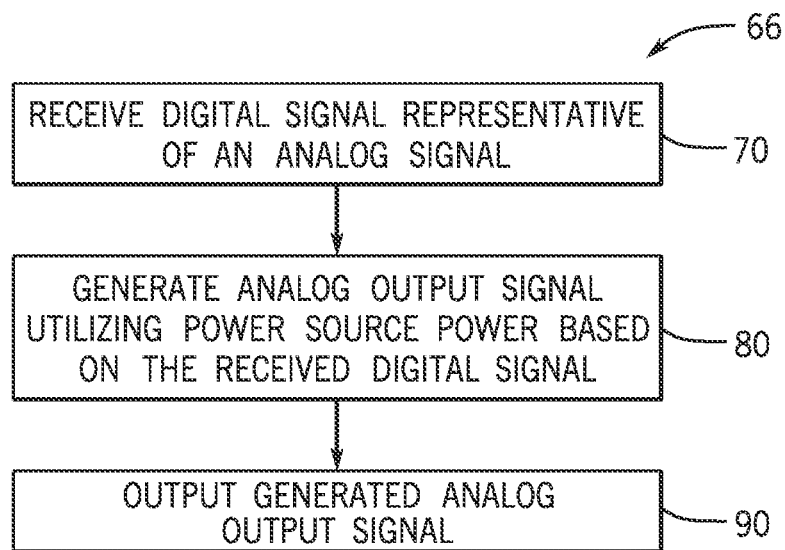 66
RECEIVE DIGITAL SIGNAL REPRESENTATIVE
OF AN ANALOG SIGNAL
70
GENERATE ANALOG OUTPUT SIGNAL
UTILIZING POWER SOURCE POWER BASED
ON THE RECEIVED DIGITAL SIGNAL
80
OUTPUT GENERATED ANALOG
OUTPUT SIGNAL
90